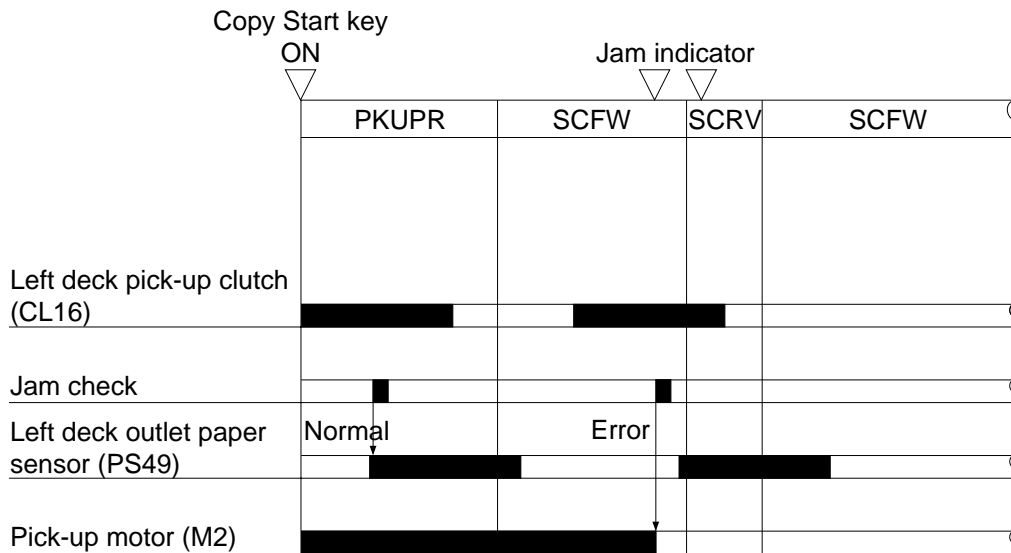 Copy Start key
ON
Jam indicator
PKUPR
SCFW
SCRV
SCFW
Left deck pick-up clutch
(CL16)
Jam check
Left deck outlet paper
sensor (PS49)
Normal
Error
Pick-up motor (M2)